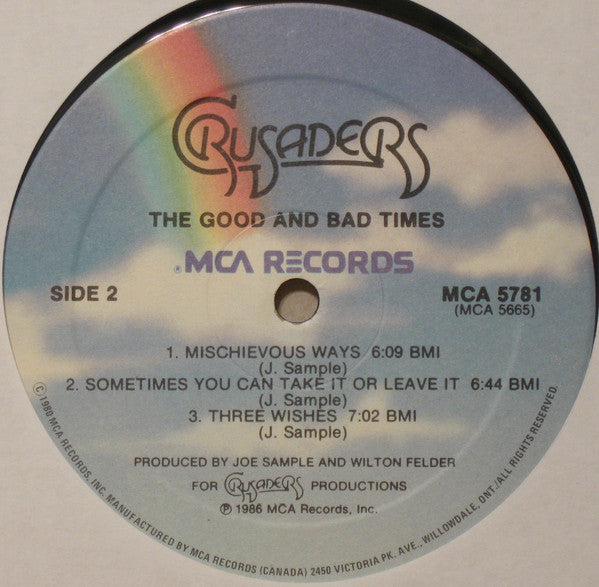 CRUSADERS
THE GOOD AND BAD TIMES
®MCA RECORDS
SIDE 2
MCA 5781
(MCA 5665)
1. MISCHIEVOUS WAYS 6:09 BMI
(J. Sample)
2. SOMETIMES YOU CAN TAKE IT OR LEAVE IT 6:44 BMI
(J. Sample)
3. THREE WISHES 7:02 BMI
(J. Sample)
PRODUCED BY JOE SAMPLE AND WILTON FELDER
FOR CRUSADERS PRODUCTIONS
℗ 1986 MCA Records, Inc.
©1980 MCA RECORDS, INC. MANUFACTURED BY MCA RECORDS (CANADA) 2450 VICTORIA PK. AVE., WILLOWDALE, ONT./ALL RIGHTS RESERVED.